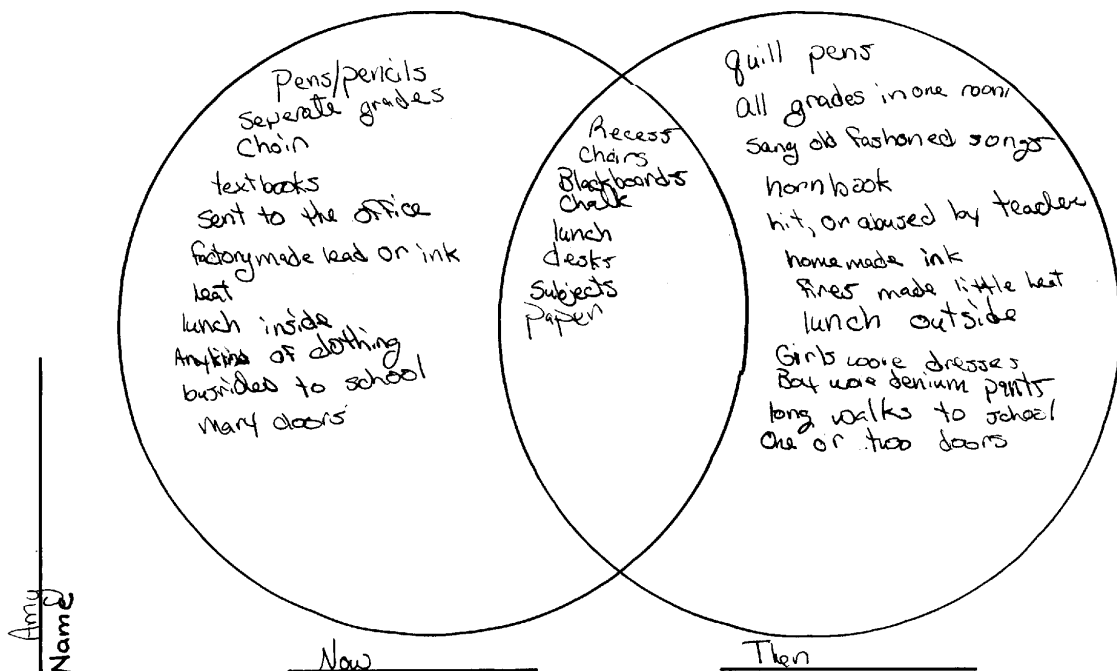 Pens/pencils
Seperate grades
Choir
textbooks
sent to the office
factorymade lead or ink
heat
lunch inside
Anykind of clothing
busrides to school
many doors
Recess
Chairs
Blackboards
Chalk
lunch
desks
Subjects
paper
quill pens
all grades in one room
Sang old fashoned songs
hornbook
hit, or abused by teacher
homemade ink
fires made little heat
lunch outside
Girls wore dresses
Boy wore denium pants
long walks to school
One or two doors
Now
Then
Amy
Name